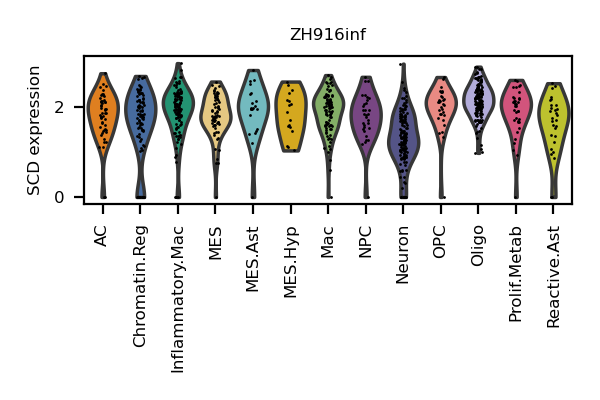 ZH916inf
SCD expression
2
0
AC
Chromatin.Reg
Inflammatory.Mac
MES
MES.Ast
MES.Hyp
Mac
NPC
Neuron
OPC
Oligo
Prolif.Metab
Reactive.Ast